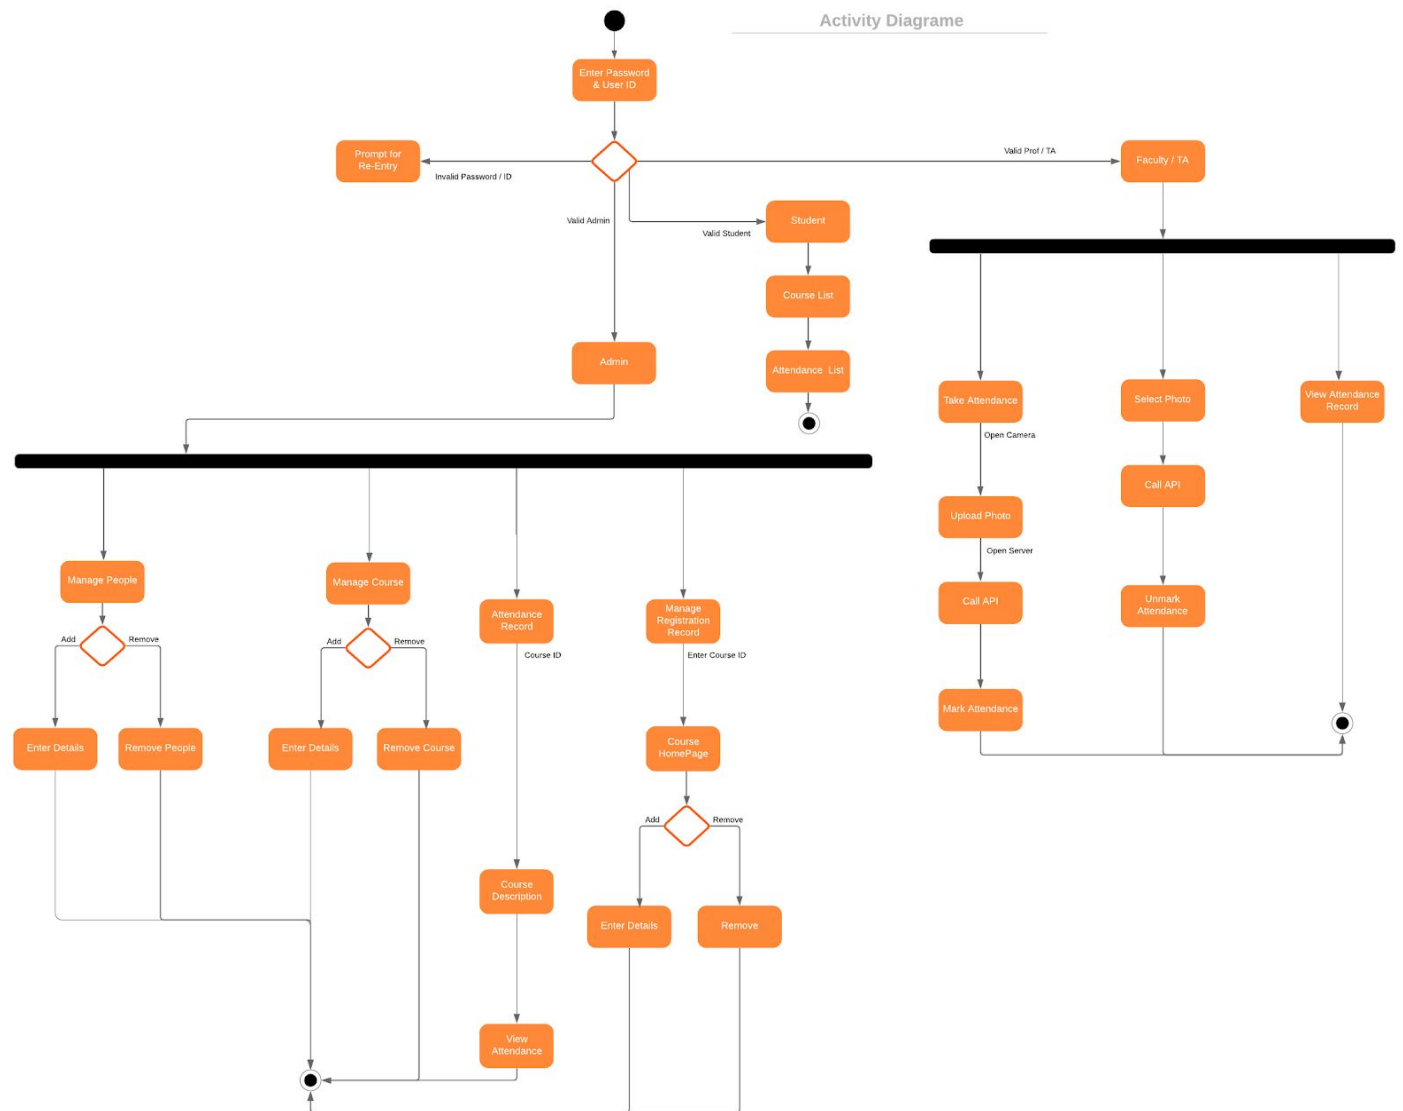 Activity Diagrame
Enter Password
& User ID
Prompt for
Re-Entry
Invalid Password / ID
Valid Prof / TA
Faculty / TA
Valid Admin
Valid Student
Student
Course List
Attendance List
Admin
Take Attendance
Open Camera
Upload Photo
Open Server
Call API
Mark Attendance
Select Photo
Call API
Unmark
Attendance
View Attendance
Record
Manage People
Add
Remove
Enter Details
Remove People
Manage Course
Add
Remove
Enter Details
Remove Course
Attendance
Record
Course ID
Course
Description
View
Attendance
Manage
Registration
Record
Enter Course ID
Course
HomePage
Add
Remove
Enter Details
Remove